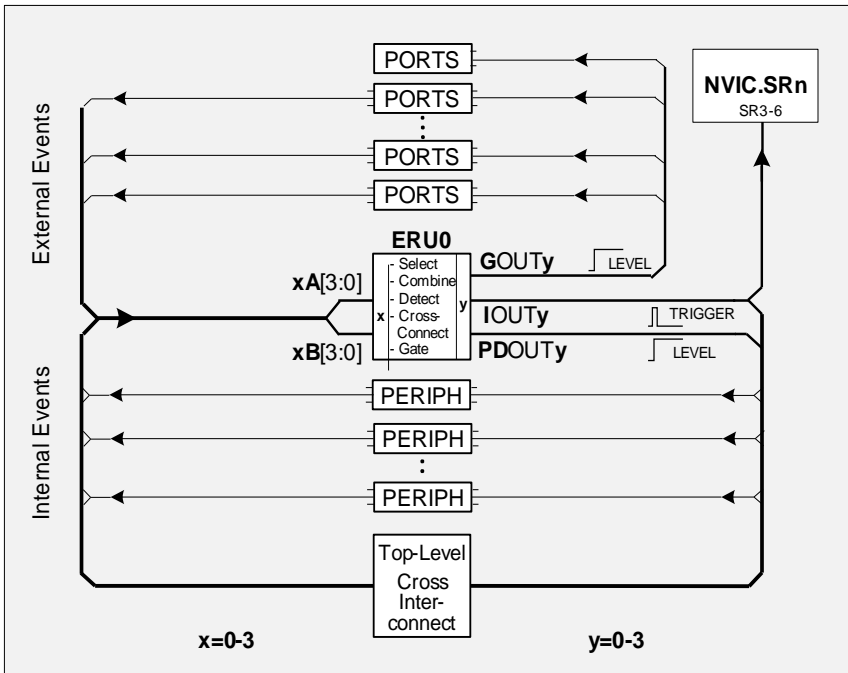 PORTS
PORTS
PORTS
PORTS
NVIC.SRn
SR3-6
External Events
ERU0
xA[3:0]
xB[3:0]
x
- Select
- Combine
- Detect
- Cross-
Connect
- Gate
y
GOUTy
LEVEL
IOUTy
TRIGGER
PDOUTy
LEVEL
Internal Events
PERIPH
PERIPH
PERIPH
Top-Level
Cross
Inter-
connect
x=0-3
y=0-3